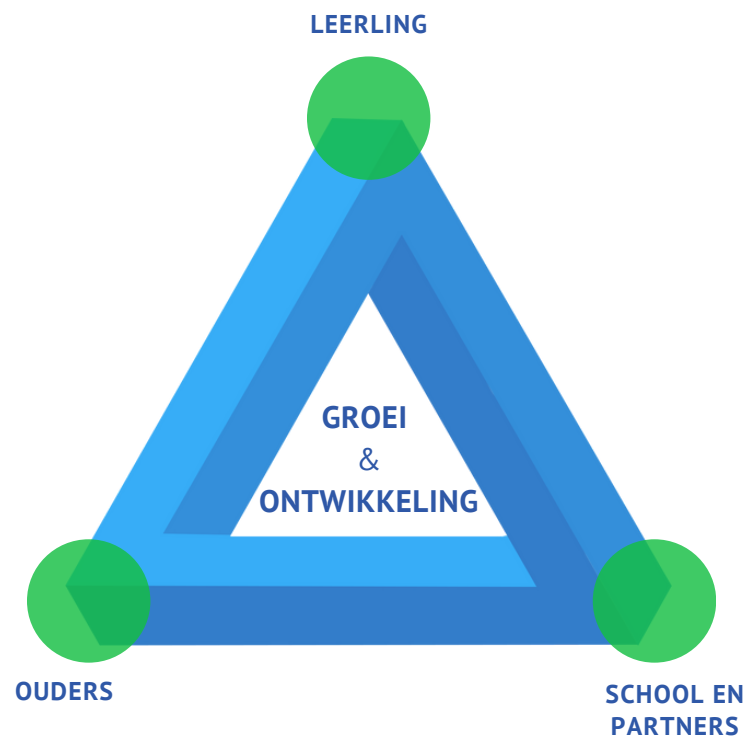 LEERLING
GROEI
&
ONTWIKKELING
OUDERS
SCHOOL EN
PARTNERS